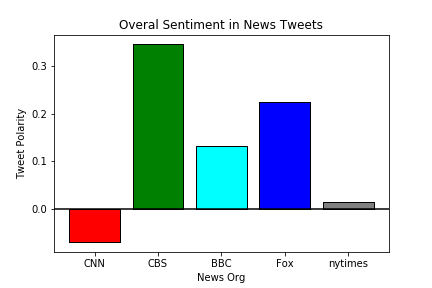 Overal Sentiment in News Tweets
Tweet Polarity
0.3
0.2
0.1
0.0
CNN CBS BBC Fox nytimes
News Org